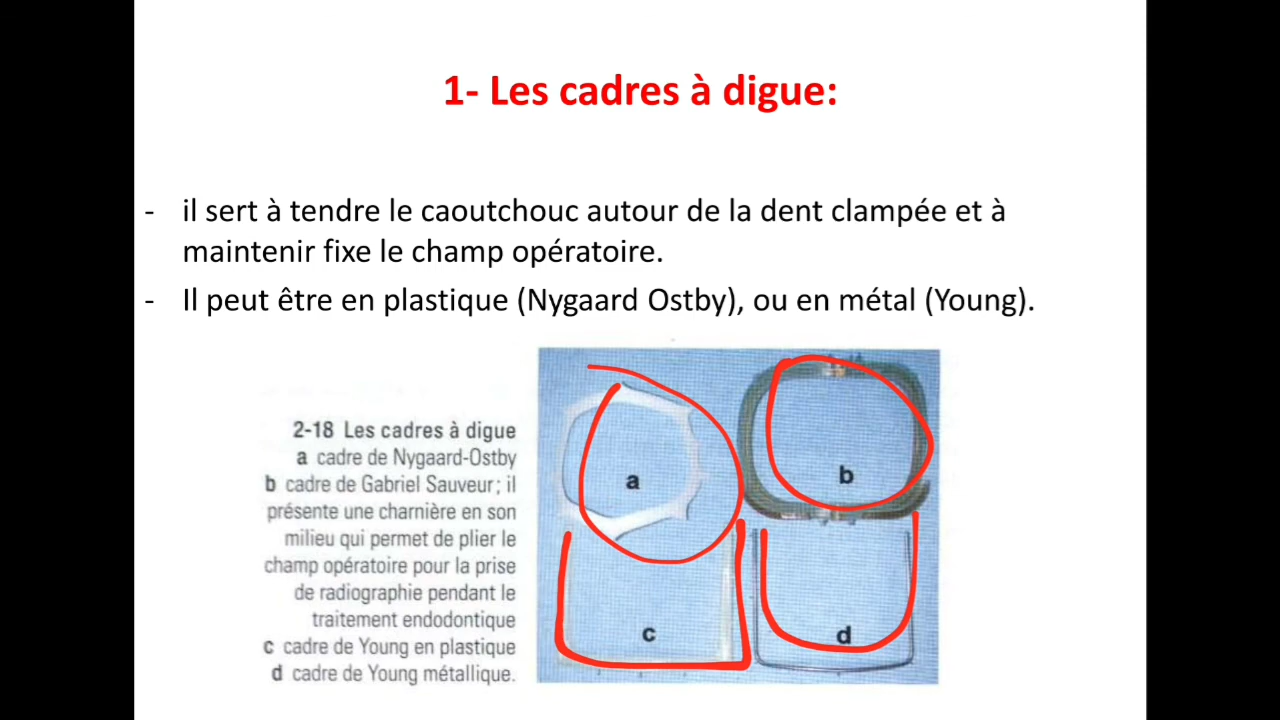 1- Les cadres à digue:
- il sert à tendre le caoutchouc autour de la dent clampée et à
maintenir fixe le champ opératoire.
- Il peut être en plastique (Nygaard Ostby), ou en métal (Young).
2-18 Les cadres à digue
a cadre de Nygaard-Ostby
b cadre de Gabriel Sauveur; il
présente une charnière en son
milieu qui permet de plier le
champ opératoire pour la prise
de radiographie pendant le
traitement endodontique
c cadre de Young en plastique
d cadre de Young métallique.
a
b
c
d